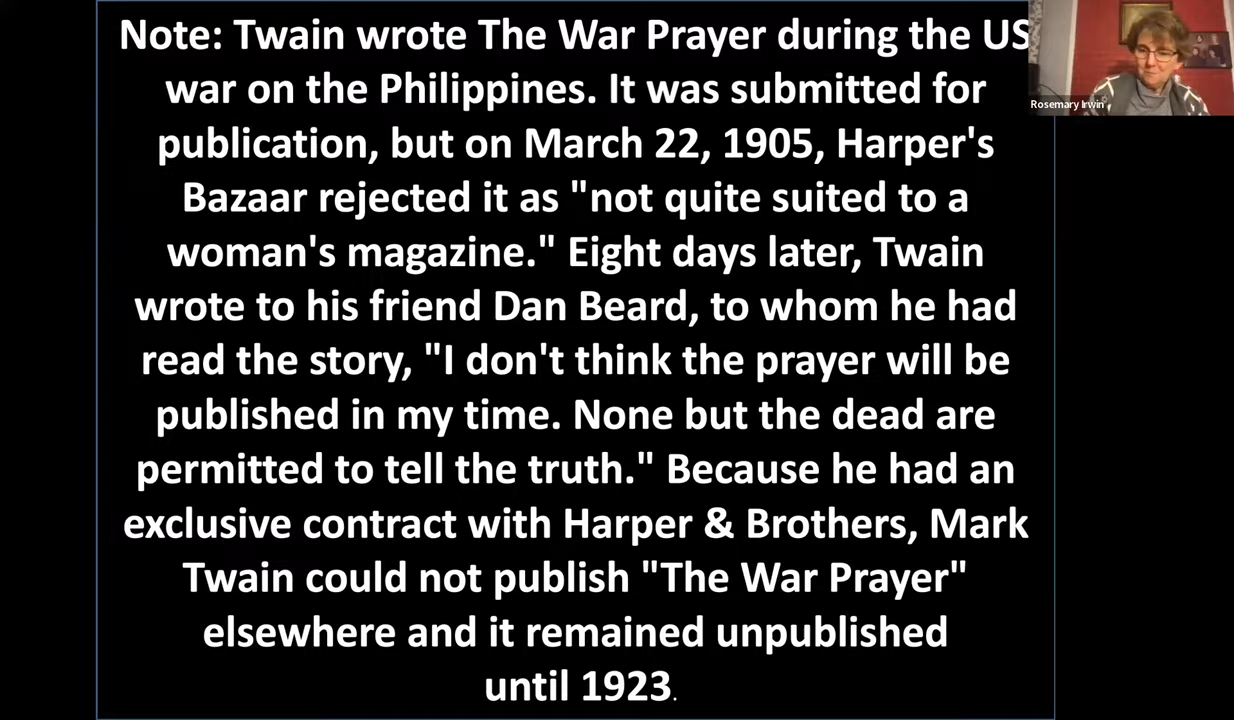 Note: Twain wrote The War Prayer during the US
war on the Philippines. It was submitted for
publication, but on March 22, 1905, Harper's
Bazaar rejected it as "not quite suited to a
woman's magazine." Eight days later, Twain
wrote to his friend Dan Beard, to whom he had
read the story, "I don't think the prayer will be
published in my time. None but the dead are
permitted to tell the truth." Because he had an
exclusive contract with Harper & Brothers, Mark
Twain could not publish "The War Prayer"
elsewhere and it remained unpublished
until 1923.
Rosemary Irwin